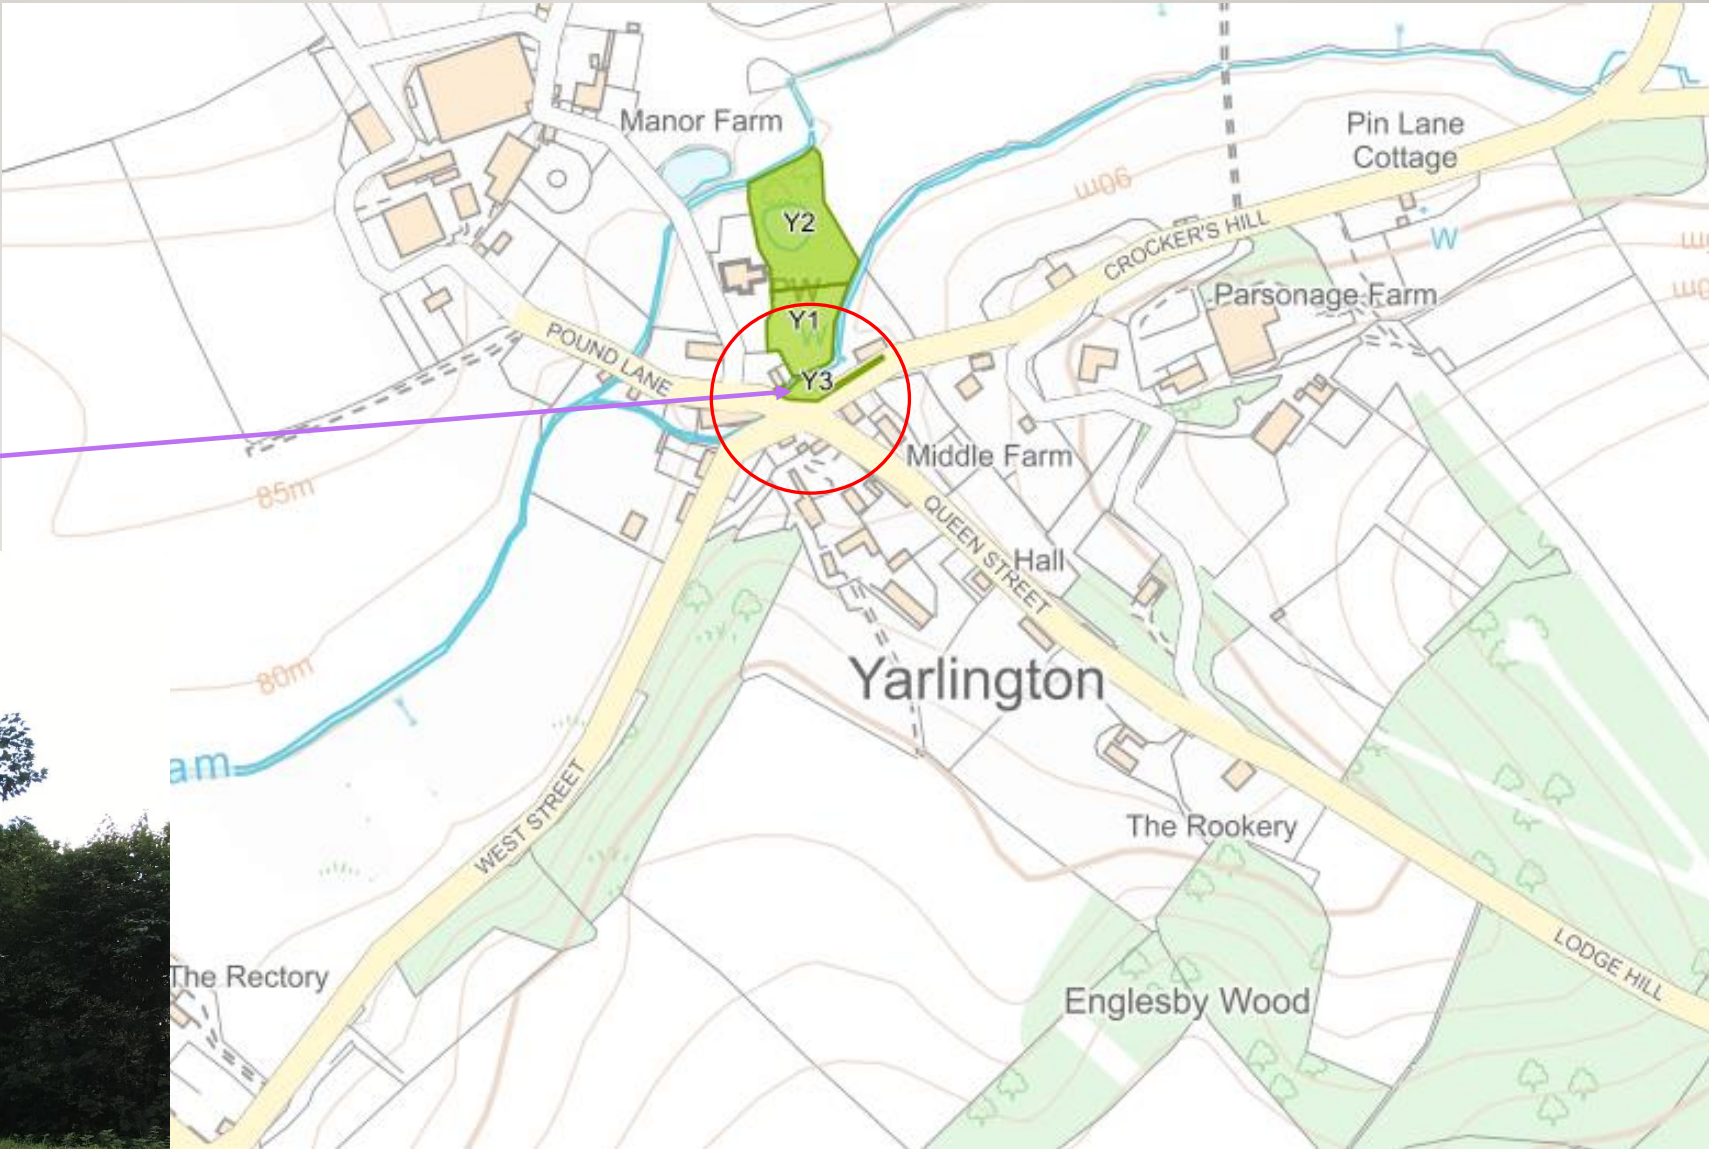 Manor Farm
Pin Lane
Cottage
90m
Y2
CROCKER'S HILL
W
Parsonage Farm
PW
Y1
W
POUND LANE
Y3
Middle Farm
85m
QUEEN STREET
Hall
80m
Yarlington
am
WEST STREET
The Rookery
LODGE HILL
The Rectory
Englesby Wood